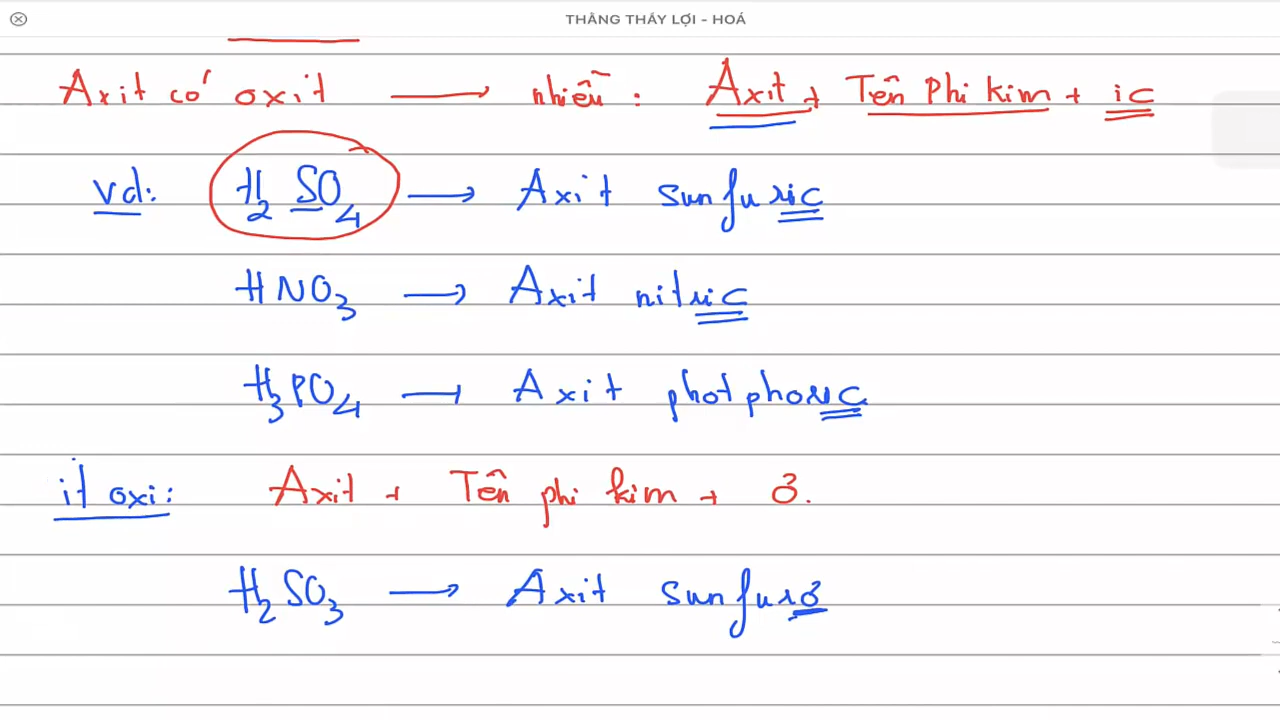 THẰNG THẦY LỢI - HOÁ
Axit có oxit → nhiều: Axit + Tên Phi kim + ic
Vd: H₂SO₄ → Axit sunfuric
HNO₃ → Axit nitric
H₃PO₄ → Axit photphoric
ít oxi: Axit + Tên phi kim + ơ.
H₂SO₃ → Axit sunfurơ